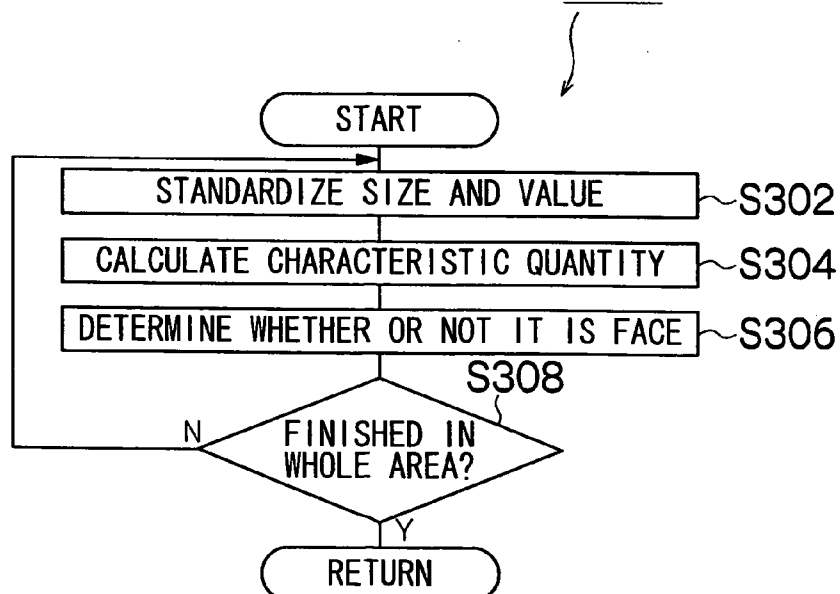 START
STANDARDIZE SIZE AND VALUE
S302
CALCULATE CHARACTERISTIC QUANTITY
S304
DETERMINE WHETHER OR NOT IT IS FACE
S306
S308
N
FINISHED IN
WHOLE AREA?
Y
RETURN